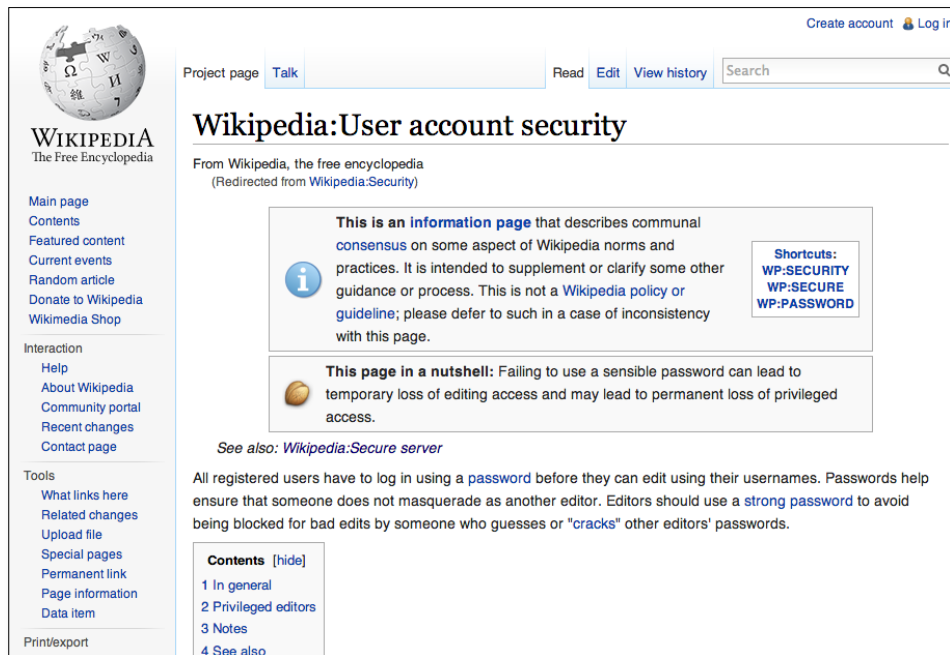 Create account Log in
Project page Talk Read Edit View history Search
WIKIPEDIA
The Free Encyclopedia
Main page
Contents
Featured content
Current events
Random article
Donate to Wikipedia
Wikimedia Shop
Interaction
Help
About Wikipedia
Community portal
Recent changes
Contact page
Tools
What links here
Related changes
Upload file
Special pages
Permanent link
Page information
Data item
Print/export
Wikipedia:User account security
From Wikipedia, the free encyclopedia
(Redirected from Wikipedia:Security)
This is an information page that describes communal
consensus on some aspect of Wikipedia norms and
practices. It is intended to supplement or clarify some other
guidance or process. This is not a Wikipedia policy or
guideline; please defer to such in a case of inconsistency
with this page.
Shortcuts:
WP:SECURITY
WP:SECURE
WP:PASSWORD
This page in a nutshell: Failing to use a sensible password can lead to
temporary loss of editing access and may lead to permanent loss of privileged
access.
See also: Wikipedia:Secure server
All registered users have to log in using a password before they can edit using their usernames. Passwords help
ensure that someone does not masquerade as another editor. Editors should use a strong password to avoid
being blocked for bad edits by someone who guesses or "cracks" other editors' passwords.
Contents [hide]
1 In general
2 Privileged editors
3 Notes
4 See also